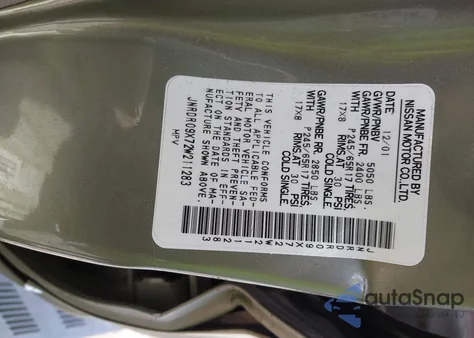 MANUFACTURED BY
NISSAN MOTOR CO.,LTD.
DATE 12/01
GVWR/PNBV 5050 LBS.
GAWR/PNBE FR. 2400 LBS.
WITH P245/65R17 TIRES,
17X8 RIMS AT 30 PSI
COLD SINGLE.
GAWR/PNBE RR. 2850 LBS.
WITH P245/65R17 TIRES,
17X8 RIMS AT 30 PSI
COLD SINGLE.
THIS VEHICLE CONFORMS
TO ALL APPLICABLE FED-
ERAL MOTOR VEHICLE SA-
FETY AND THEFT PREVEN-
TION STANDARDS IN EFF-
ECT ON THE DATE OF MA-
NUFACTURE SHOWN ABOVE.
JNRDR09X72W211283
MPV
JNRDR09X72W211283
autaSnap